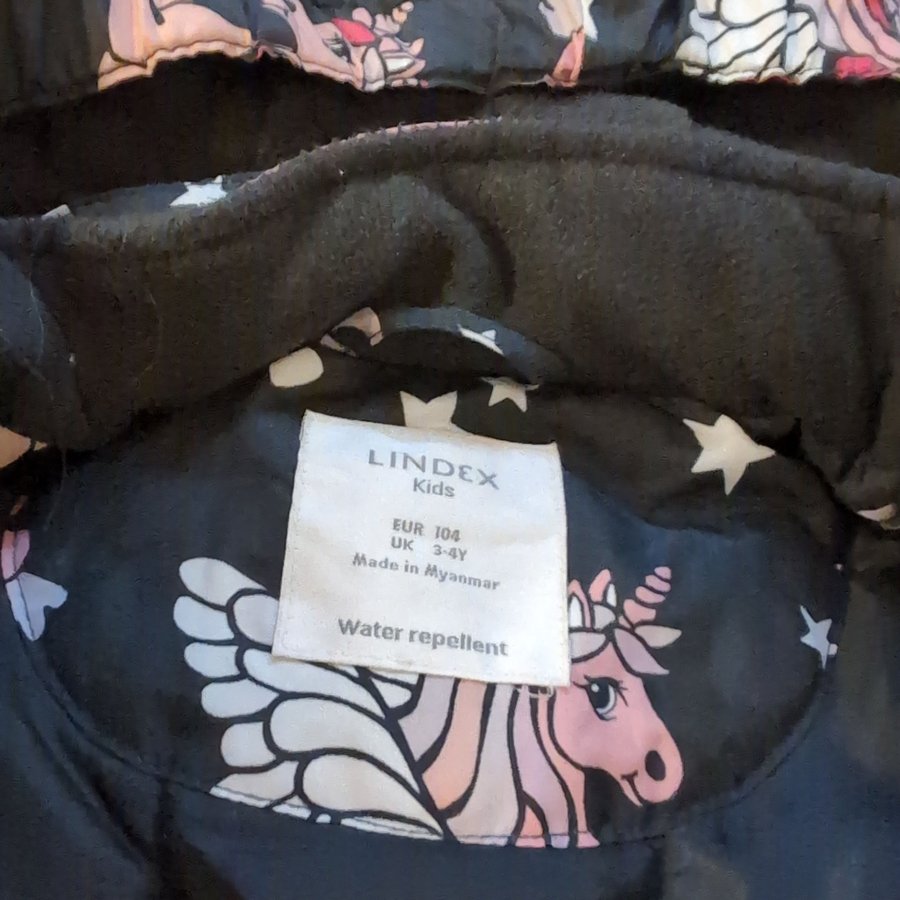 LINDEX
Kids
EUR 104
UK 3-4Y
Made in Myanmar
Water repellent